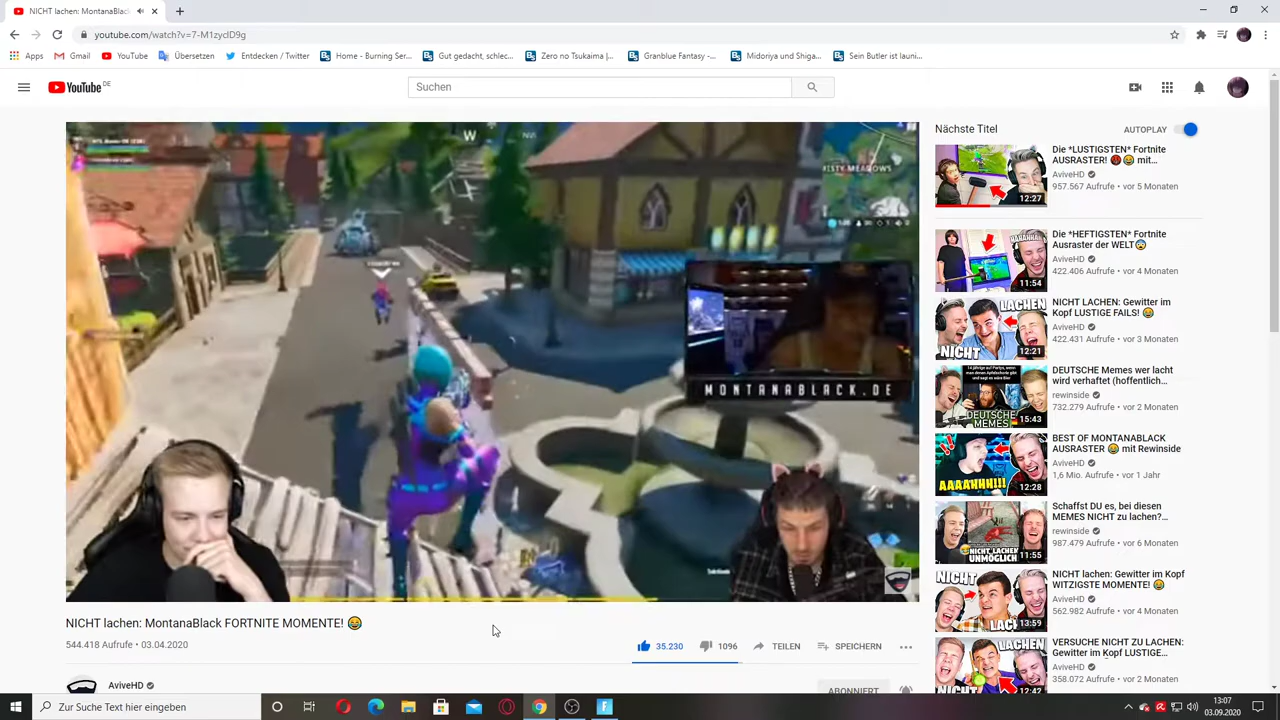 NICHT lachen: MontanaBlac
youtube.com/watch?v=7-M1zycID9g
Apps
Gmail
YouTube
Übersetzen
Entdecken / Twitter
Home - Burning Ser...
Gut gedacht, schlec...
Zero no Tsukaima |...
Granblue Fantasy –...
Midoriya und Shiga...
Sein Butler ist launi...
YouTube DE
Suchen
W
MISTY MEADOWS
MONTANABLACK.DE
NICHT lachen: MontanaBlack FORTNITE MOMENTE! 😂
544.418 Aufrufe • 03.04.2020
35.230
1096
TEILEN
SPEICHERN
AviveHD
ABONNIERT
Nächste Titel
AUTOPLAY
12:27
Die *LUSTIGSTEN* Fortnite
AUSRASTER! 😡😂 mit...
AviveHD
957.567 Aufrufe • vor 5 Monaten
HAHAHAHA
11:54
Die *HEFTIGSTEN* Fortnite
Ausraster der WELT😨
AviveHD
422.406 Aufrufe • vor 4 Monaten
LACHEN
NICHT
12:21
NICHT LACHEN: Gewitter im
Kopf LUSTIGE FAILS! 😂
AviveHD
422.431 Aufrufe • vor 3 Monaten
DEUTSCHE
MEMES
15:43
DEUTSCHE Memes wer lacht
wird verhaftet (hoffentlich...
rewinside
732.279 Aufrufe • vor 2 Monaten
AAAAHHH!!!
12:28
BEST OF MONTANABLACK
AUSRASTER 😂 mit Rewinside
AviveHD
1,6 Mio. Aufrufe • vor 1 Jahr
NICHT LACHEN
UNMÖGLICH
11:55
Schaffst DU es, bei diesen
MEMES NICHT zu lachen?...
rewinside
987.479 Aufrufe • vor 6 Monaten
NICHT
LAC
13:59
NICHT lachen: Gewitter im Kopf
WITZIGSTE MOMENTE! 😂
AviveHD
562.982 Aufrufe • vor 4 Monaten
LACHEN
NICHT
12:42
VERSUCHE NICHT ZU LACHEN:
Gewitter im Kopf LUSTIGE...
AviveHD
358.072 Aufrufe • vor 2 Monaten
Zur Suche Text hier eingeben
13:07
03.09.2020